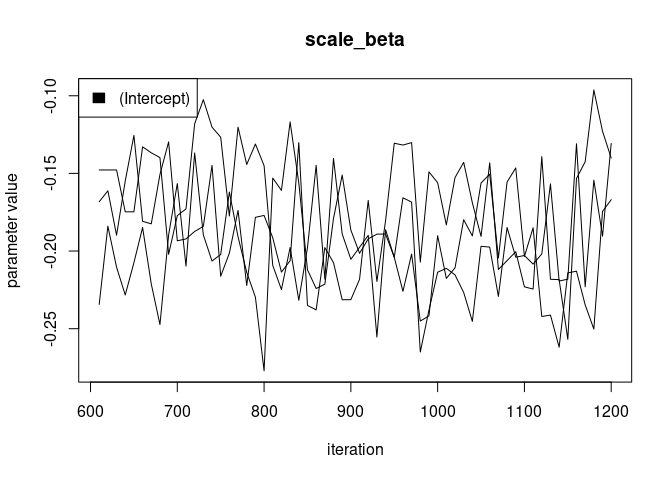 scale_beta
(Intercept)
parameter value
-0.10
-0.15
-0.20
-0.25
600 700 800 900 1000 1100 1200
iteration